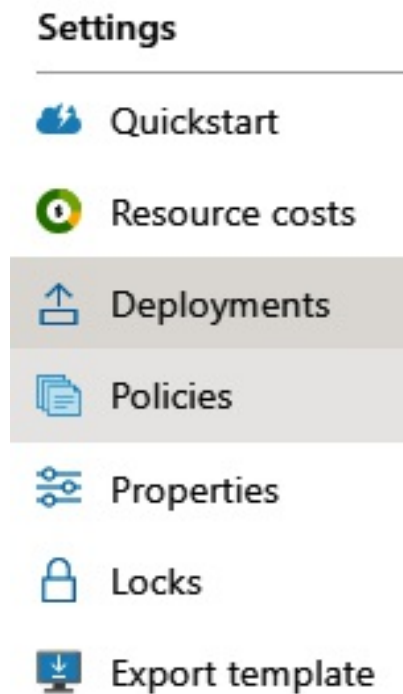 Settings
Quickstart
Resource costs
Deployments
Policies
Properties
Locks
Export template